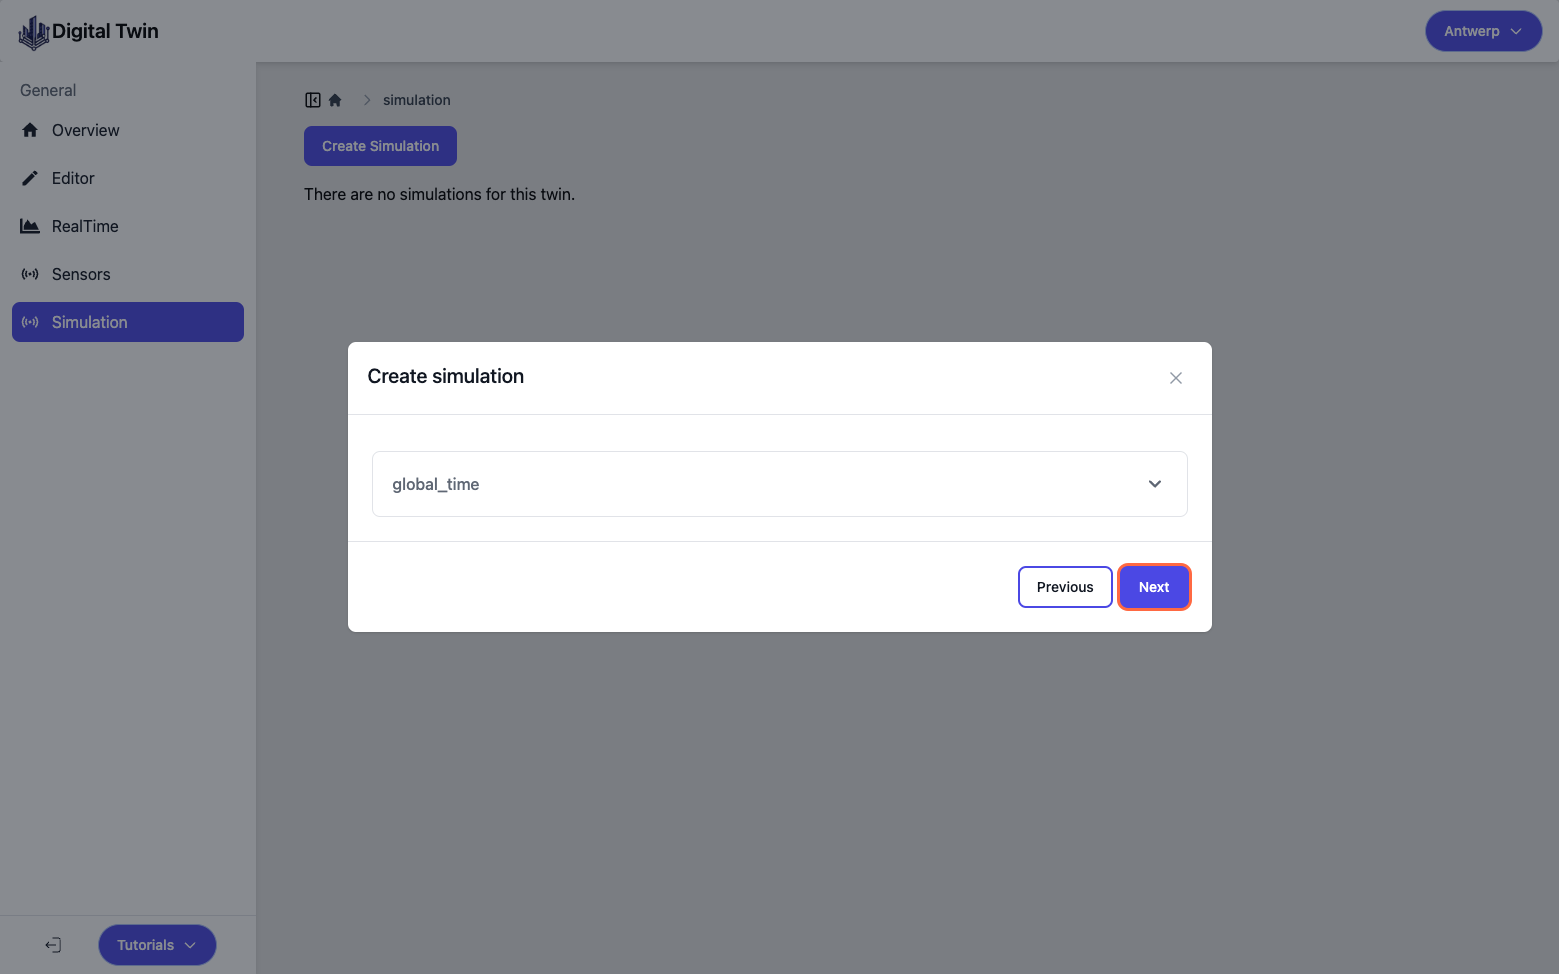 Digital Twin
Antwerp
General
Overview
Editor
RealTime
Sensors
Simulation
simulation
Create Simulation
There are no simulations for this twin.
Create simulation
global_time
Previous
Next
Tutorials